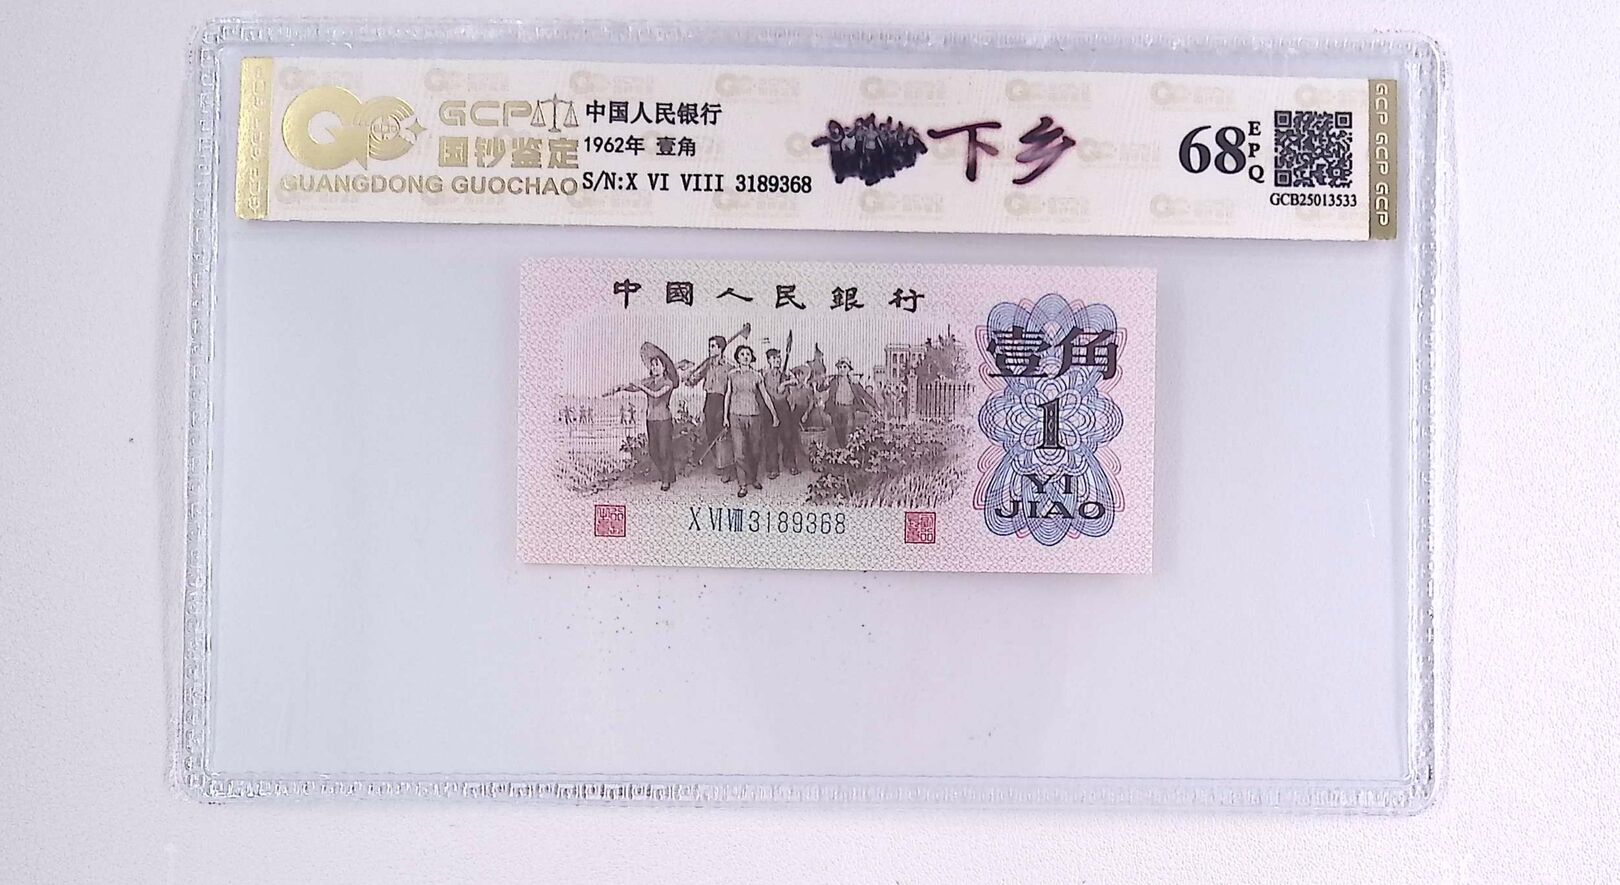 GCP
国钞鉴定
GUANGDONG GUOCHAO
中国人民银行
1962年 壹角
S/N:X VI VIII 3189368
下乡
68 EPQ
GCB25013533
GCP GCP GCP
中國人民銀行
壹角
1
YI
JIAO
X VI VIII 3189368